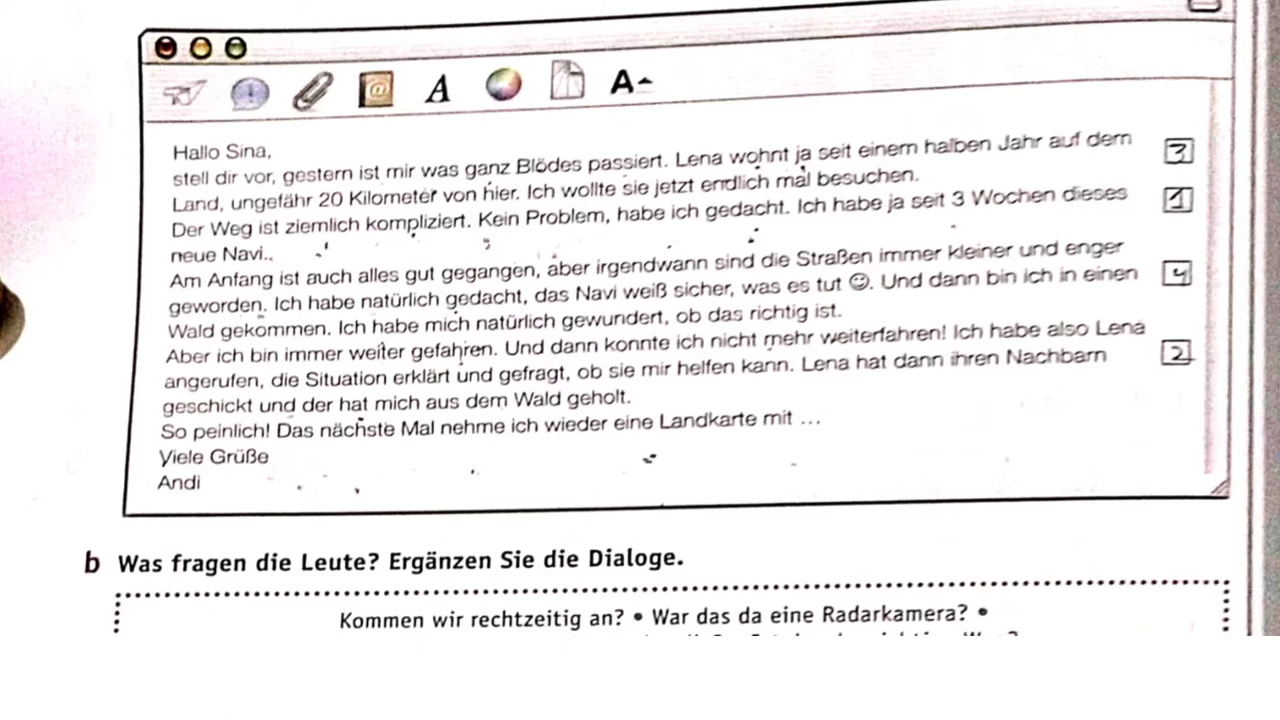 Hallo Sina,
stell dir vor, gestern ist mir was ganz Blödes passiert. Lena wohnt ja seit einem halben Jahr auf dem 3
Land, ungefähr 20 Kilometer von hier. Ich wollte sie jetzt endlich mal besuchen.
Der Weg ist ziemlich kompliziert. Kein Problem, habe ich gedacht. Ich habe ja seit 3 Wochen dieses 1
neue Navi..
Am Anfang ist auch alles gut gegangen, aber irgendwann sind die Straßen immer kleiner und enger
geworden. Ich habe natürlich gedacht, das Navi weiß sicher, was es tut ☺. Und dann bin ich in einen 4
Wald gekommen. Ich habe mich natürlich gewundert, ob das richtig ist.
Aber ich bin immer weiter gefahren. Und dann konnte ich nicht mehr weiterfahren! Ich habe also Lena
angerufen, die Situation erklärt und gefragt, ob sie mir helfen kann. Lena hat dann ihren Nachbarn 2
geschickt und der hat mich aus dem Wald geholt.
So peinlich! Das nächste Mal nehme ich wieder eine Landkarte mit ...
Viele Grüße
Andi
b Was fragen die Leute? Ergänzen Sie die Dialoge.
Kommen wir rechtzeitig an? • War das da eine Radarkamera? •